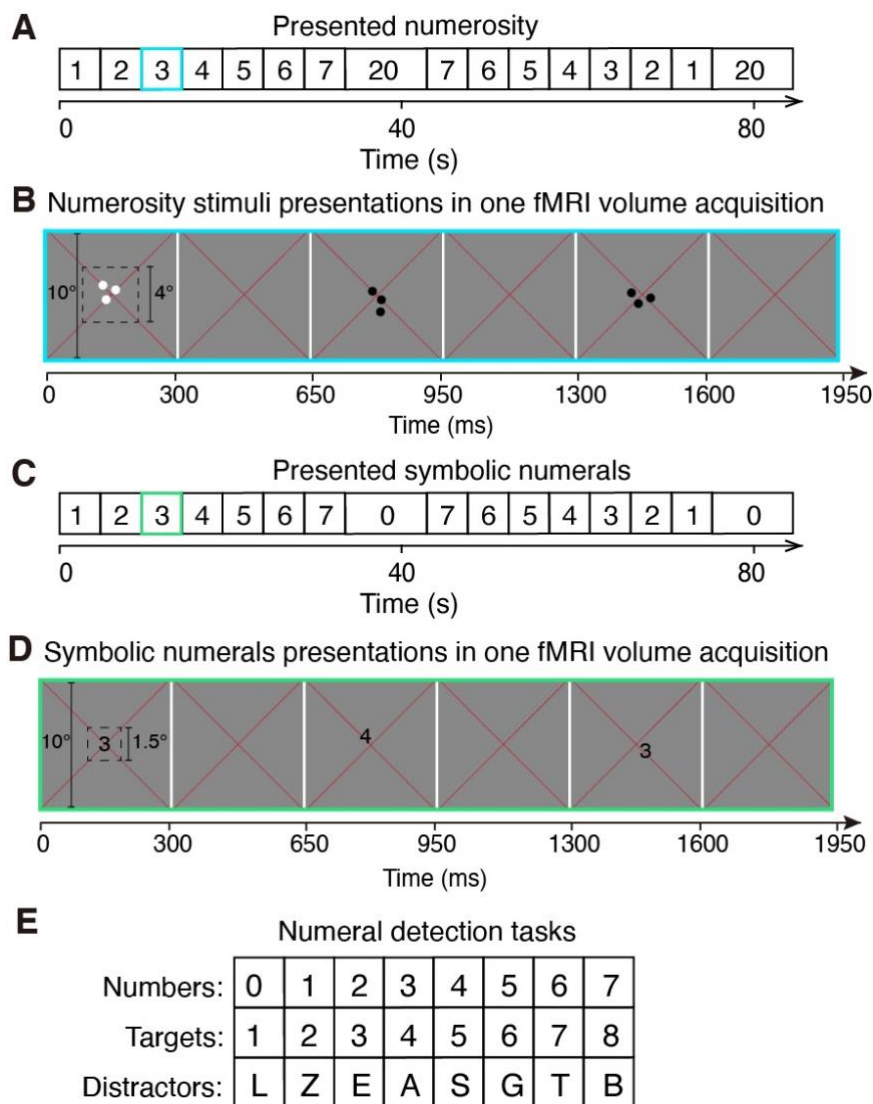 A
Presented numerosity
1 2 3 4 5 6 7 20 7 6 5 4 3 2 1 20
0 40 80
Time (s)
B Numerosity stimuli presentations in one fMRI volume acquisition
10° 4°
0 300 650 950 1300 1600 1950
Time (ms)
C
Presented symbolic numerals
1 2 3 4 5 6 7 0 7 6 5 4 3 2 1 0
0 40 80
Time (s)
D Symbolic numerals presentations in one fMRI volume acquisition
10° 3 1.5° 4 3
0 300 650 950 1300 1600 1950
Time (ms)
E
Numeral detection tasks
Numbers: 0 1 2 3 4 5 6 7
Targets: 1 2 3 4 5 6 7 8
Distractors: L Z E A S G T B